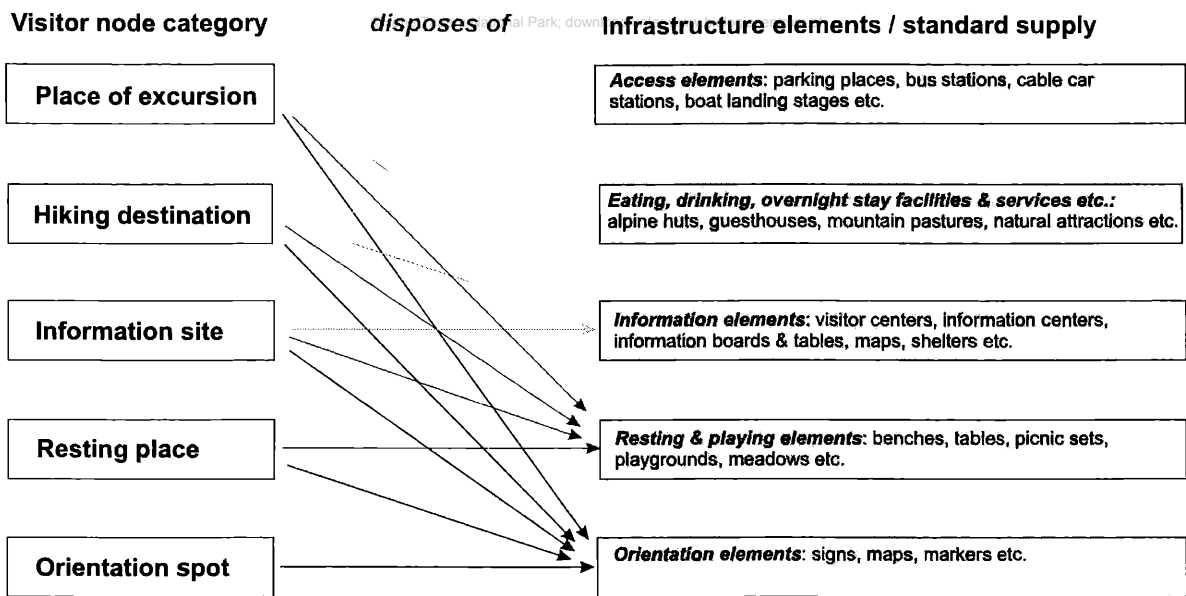 Visitor node category disposes of Infrastructure elements / standard supply
Place of excursion
Access elements: parking places, bus stations, cable car
stations, boat landing stages etc.
Hiking destination
Eating, drinking, overnight stay facilities & services etc.:
alpine huts, guesthouses, mountain pastures, natural attractions etc.
Information site
Information elements: visitor centers, information centers,
information boards & tables, maps, shelters etc.
Resting place
Resting & playing elements: benches, tables, picnic sets,
playgrounds, meadows etc.
Orientation spot
Orientation elements: signs, maps, markers etc.